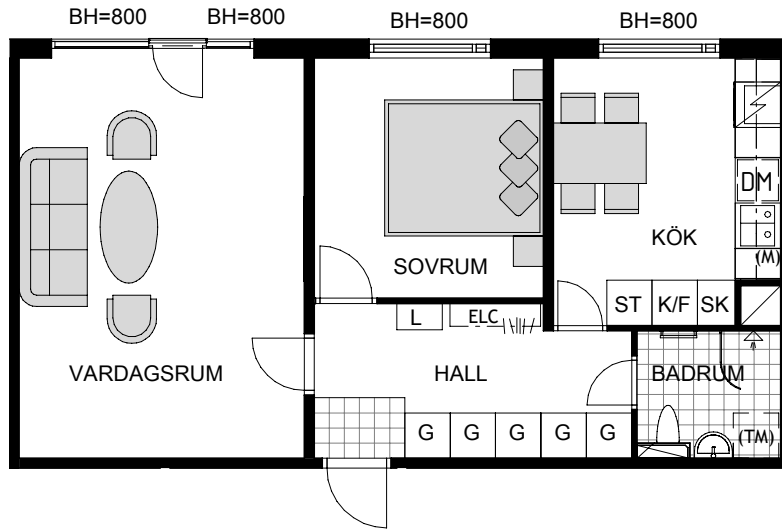 BH=800 BH=800 BH=800 BH=800
DM
KÖK
(M)
SOVRUM
ST K/F SK
L ELC
VARDAGSRUM HALL BADRUM
G G G G G (TM)